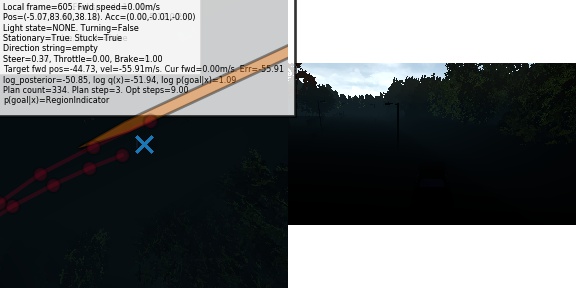 Local frame=605: Fwd speed=0.00m/s
Pos=(-5.07,83.60,38.18). Acc=(0.00,-0.01,-0.00)
Light state=NONE. Turning=False
Stationary=True. Stuck=True
Direction string=empty
Steer=0.37, Throttle=0.00, Brake=1.00
Target fwd pos=-44.73, vel=-55.91m/s. Cur fwd=0.00m/s. Err=-55.91
log_posterior=-50.85, log q(x)=-51.94, log p(goal|x)=1.09
Plan count=334. Plan step=3. Opt steps=9.00
p(goal|x)=RegionIndicator